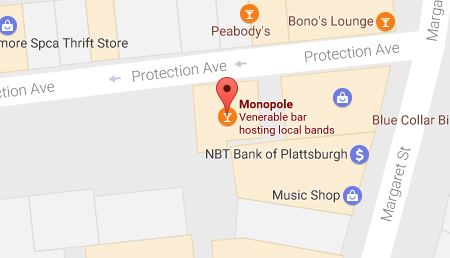 Peabody's
Bono's Lounge
more Spca Thrift Store
Marga
Protection Ave
Protection Ave
ction Ave
Monopole
Venerable bar
hosting local bands
Blue Collar Bi
NBT Bank of Plattsburgh
$
Music Shop
Margaret St